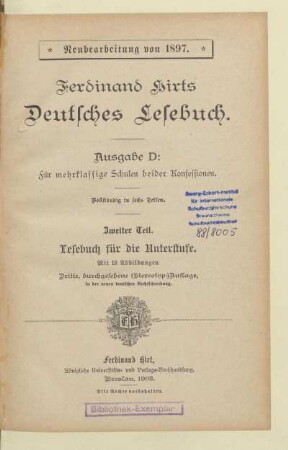 * Neubearbeitung von 1897. *
Ferdinand Hirts
Deutsches Lesebuch.
Ausgabe D:
Für mehrklassige Schulen beider Konfessionen.
Vollständig in sechs Teilen.
Georg-Eckert-Institut
für internationale
Schulbuchforschung
Braunschweig
Schulbuchbibliothek
88/8005
Zweiter Teil.
Lesebuch für die Unterstufe.
Mit 18 Abbildungen
Dritte, durchgesehene (Stereotyp-)Auflage,
in der neuen deutschen Rechtschreibung.
Ferdinand Hirt,
Königliche Universitäts- und Verlags-Buchhandlung,
Breslau, 1903.
Alle Rechte vorbehalten.
Bibliothek-Exemplar